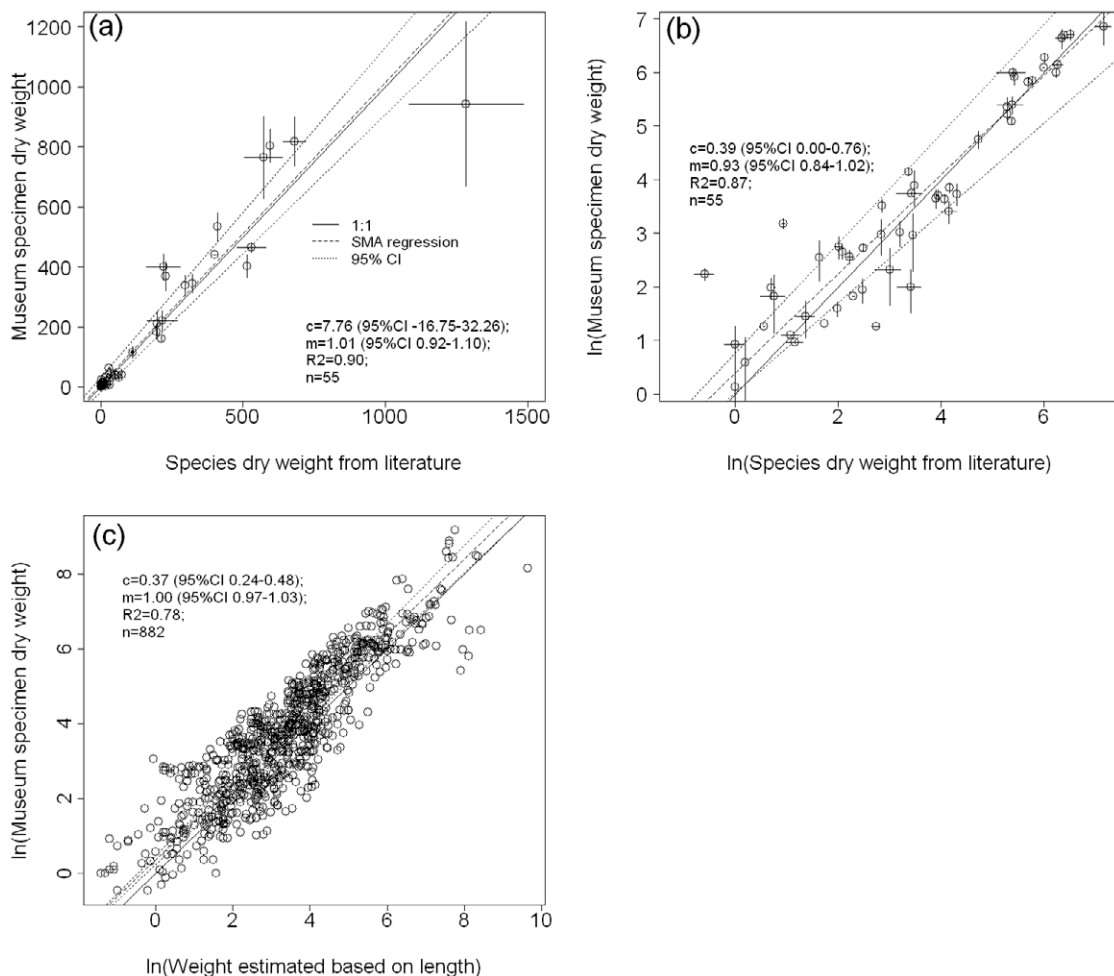 (a)
Museum specimen dry weight
1200
1000
800
600
400
200
0
1:1
SMA regression
95% CI
c=7.76 (95%CI -16.75-32.26);
m=1.01 (95%CI 0.92-1.10);
R2=0.90;
n=55
0 500 1000 1500
Species dry weight from literature
(b)
ln(Museum specimen dry weight)
7
6
5
4
3
2
1
0
c=0.39 (95%CI 0.00-0.76);
m=0.93 (95%CI 0.84-1.02);
R2=0.87;
n=55
0 2 4 6
ln(Species dry weight from literature)
(c)
ln(Museum specimen dry weight)
8
6
4
2
0
c=0.37 (95%CI 0.24-0.48);
m=1.00 (95%CI 0.97-1.03);
R2=0.78;
n=882
0 2 4 6 8 10
ln(Weight estimated based on length)